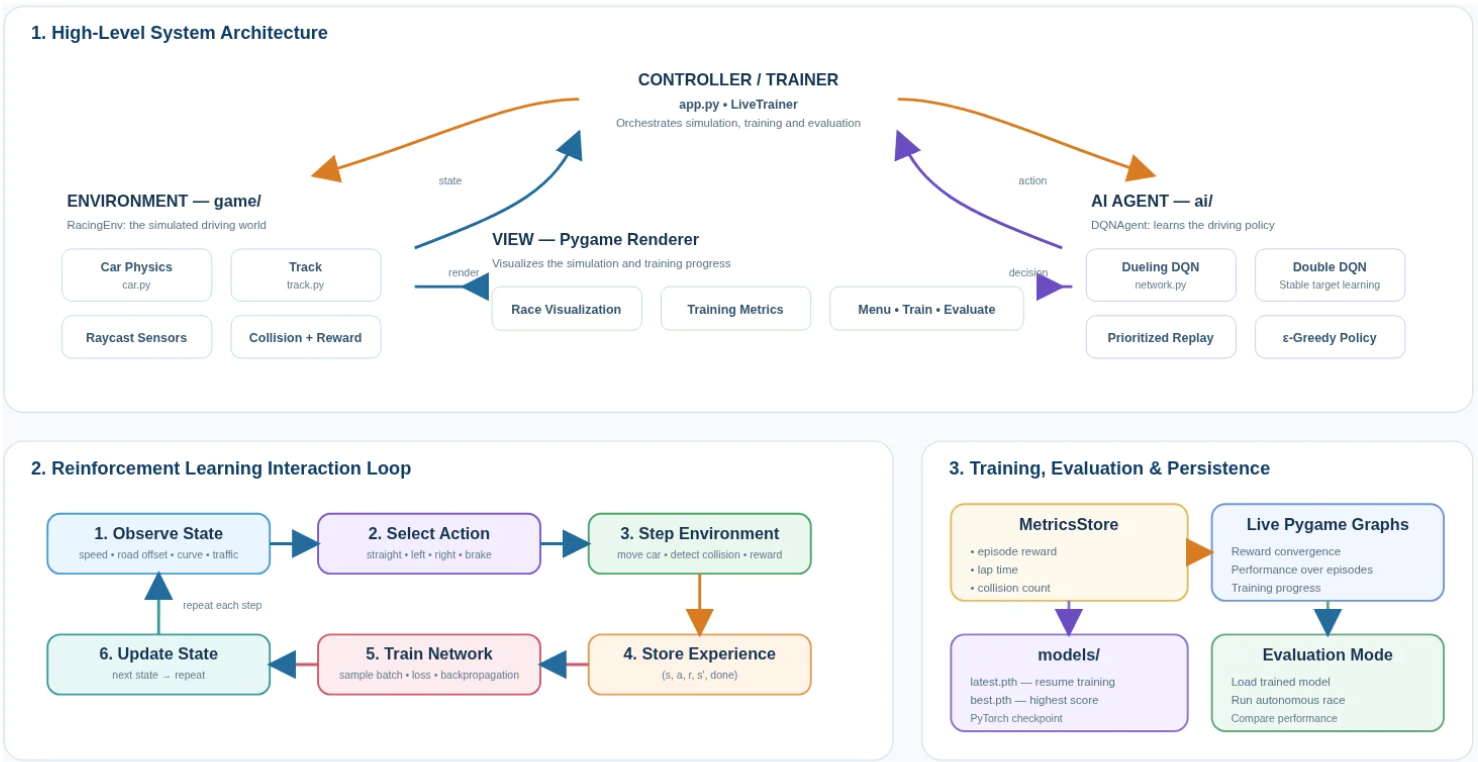 1. High-Level System Architecture
CONTROLLER / TRAINER
app.py • LiveTrainer
Orchestrates simulation, training and evaluation
state
action
ENVIRONMENT — game/
RacingEnv: the simulated driving world
Car Physics
car.py
Track
track.py
Raycast Sensors
Collision + Reward
render
VIEW — Pygame Renderer
Visualizes the simulation and training progress
Race Visualization
Training Metrics
Menu • Train • Evaluate
decision
AI AGENT — ai/
DQNAgent: learns the driving policy
Dueling DQN
network.py
Double DQN
Stable target learning
Prioritized Replay
ε-Greedy Policy
2. Reinforcement Learning Interaction Loop
1. Observe State
speed • road offset • curve • traffic
2. Select Action
straight • left • right • brake
3. Step Environment
move car • detect collision • reward
repeat each step
6. Update State
next state → repeat
5. Train Network
sample batch • loss • backpropagation
4. Store Experience
(s, a, r, s', done)
3. Training, Evaluation & Persistence
MetricsStore
• episode reward
• lap time
• collision count
Live Pygame Graphs
Reward convergence
Performance over episodes
Training progress
models/
latest.pth — resume training
best.pth — highest score
PyTorch checkpoint
Evaluation Mode
Load trained model
Run autonomous race
Compare performance